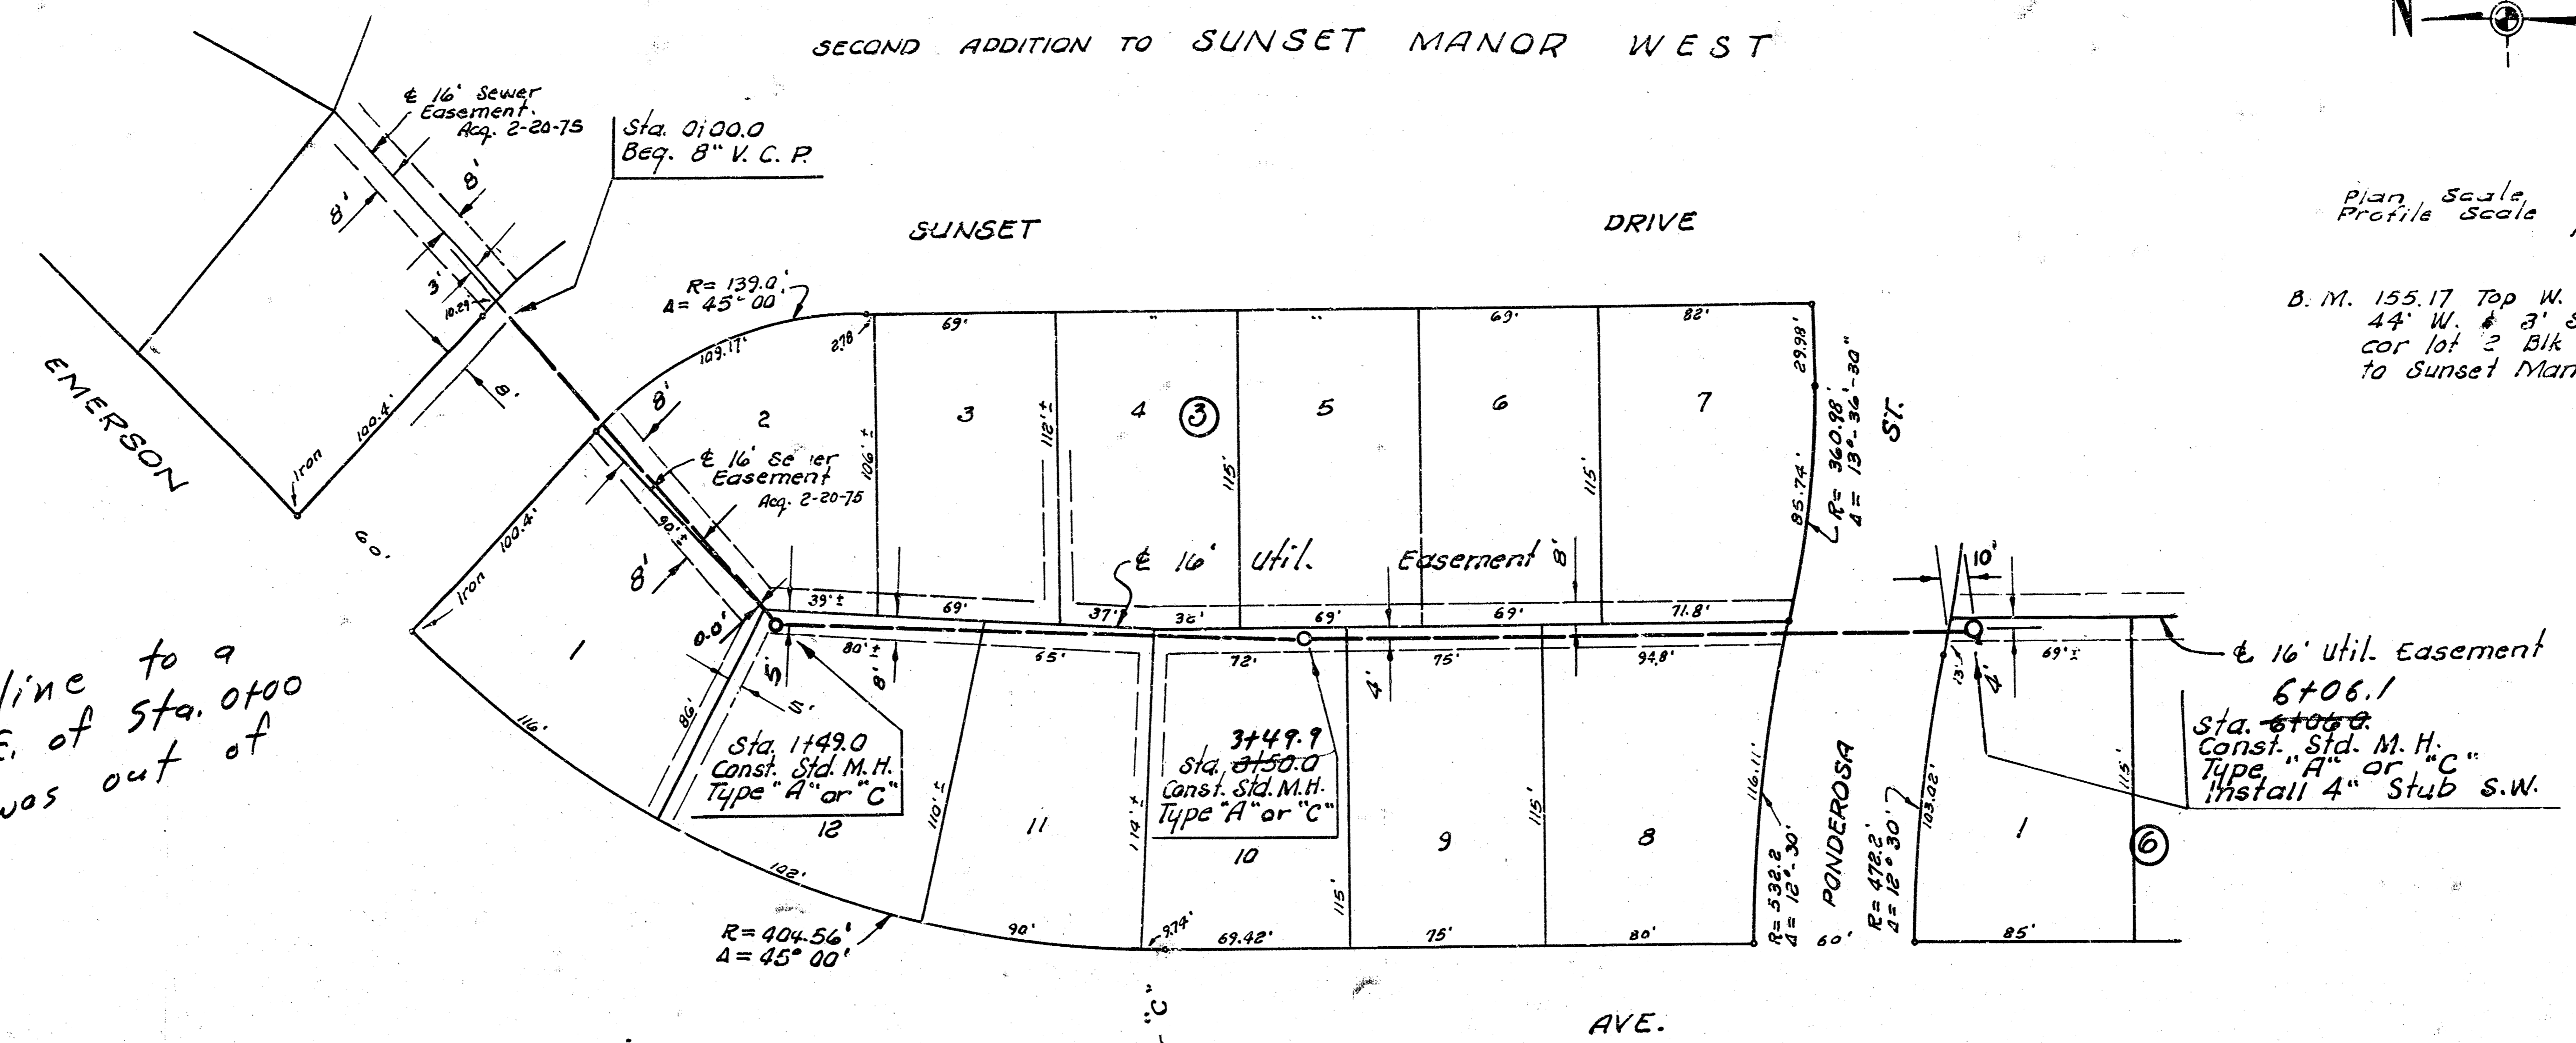 SECOND ADDITION TO SUNSET MANOR WEST
N
℄ 16' Sewer
Easement.
Acq. 2-20-75
Sta. 0+00.0
Beg. 8" V. C. P.
8'
8'
3'
10.29'
8'
100.4'
Iron
EMERSON
60'
SUNSET DRIVE
Plan Scale
Profile Scale
B. M. 155.17 Top W.
44' W. & 3' S
cor lot 2 Blk
to Sunset Man
R= 139.0'
Δ= 45°00'
109.17'
2.78
69'
"
"
69'
82'
29.98'
R= 360.98'
Δ= 13°-36'-30"
85.74'
ST.
2
3
4
3
5
6
7
106' ±
112' ±
115'
115'
8'
℄ 16' Sewer
Easement
Acq. 2-20-75
90' ±
8'
100.4'
Iron
1
0.0'
℄ 16' Util. Easement
8'
39' ±
69'
37'
32'
69'
69'
71.8'
5'
80' ±
8'
65'
72'
4'
75'
94.8'
10'
13'
4'
69' ±
℄ 16' Util. Easement
6+06.1
Sta. 6+06.0
Const. Std. M. H.
Type "A" or "C"
Install 4" Stub S.W.
line to a
E. of Sta. 0+00
was out of
116'
86'
5'
Sta. 1+49.0
Const. Std. M.H.
Type "A" or "C"
12
110' ±
11
114' ±
3+49.9
Sta. 3+50.0
Const. Std. M.H.
Type "A" or "C"
10
115'
9
115'
8
116.11'
R= 532.2
Δ= 12°-30'
PONDEROSA
60'
R= 472.2'
Δ= 12°30'
103.02'
1
115'
6
102'
R= 404.56'
Δ= 45°00'
90'
9.74'
69.42'
75'
80'
85'
"C"
AVE.